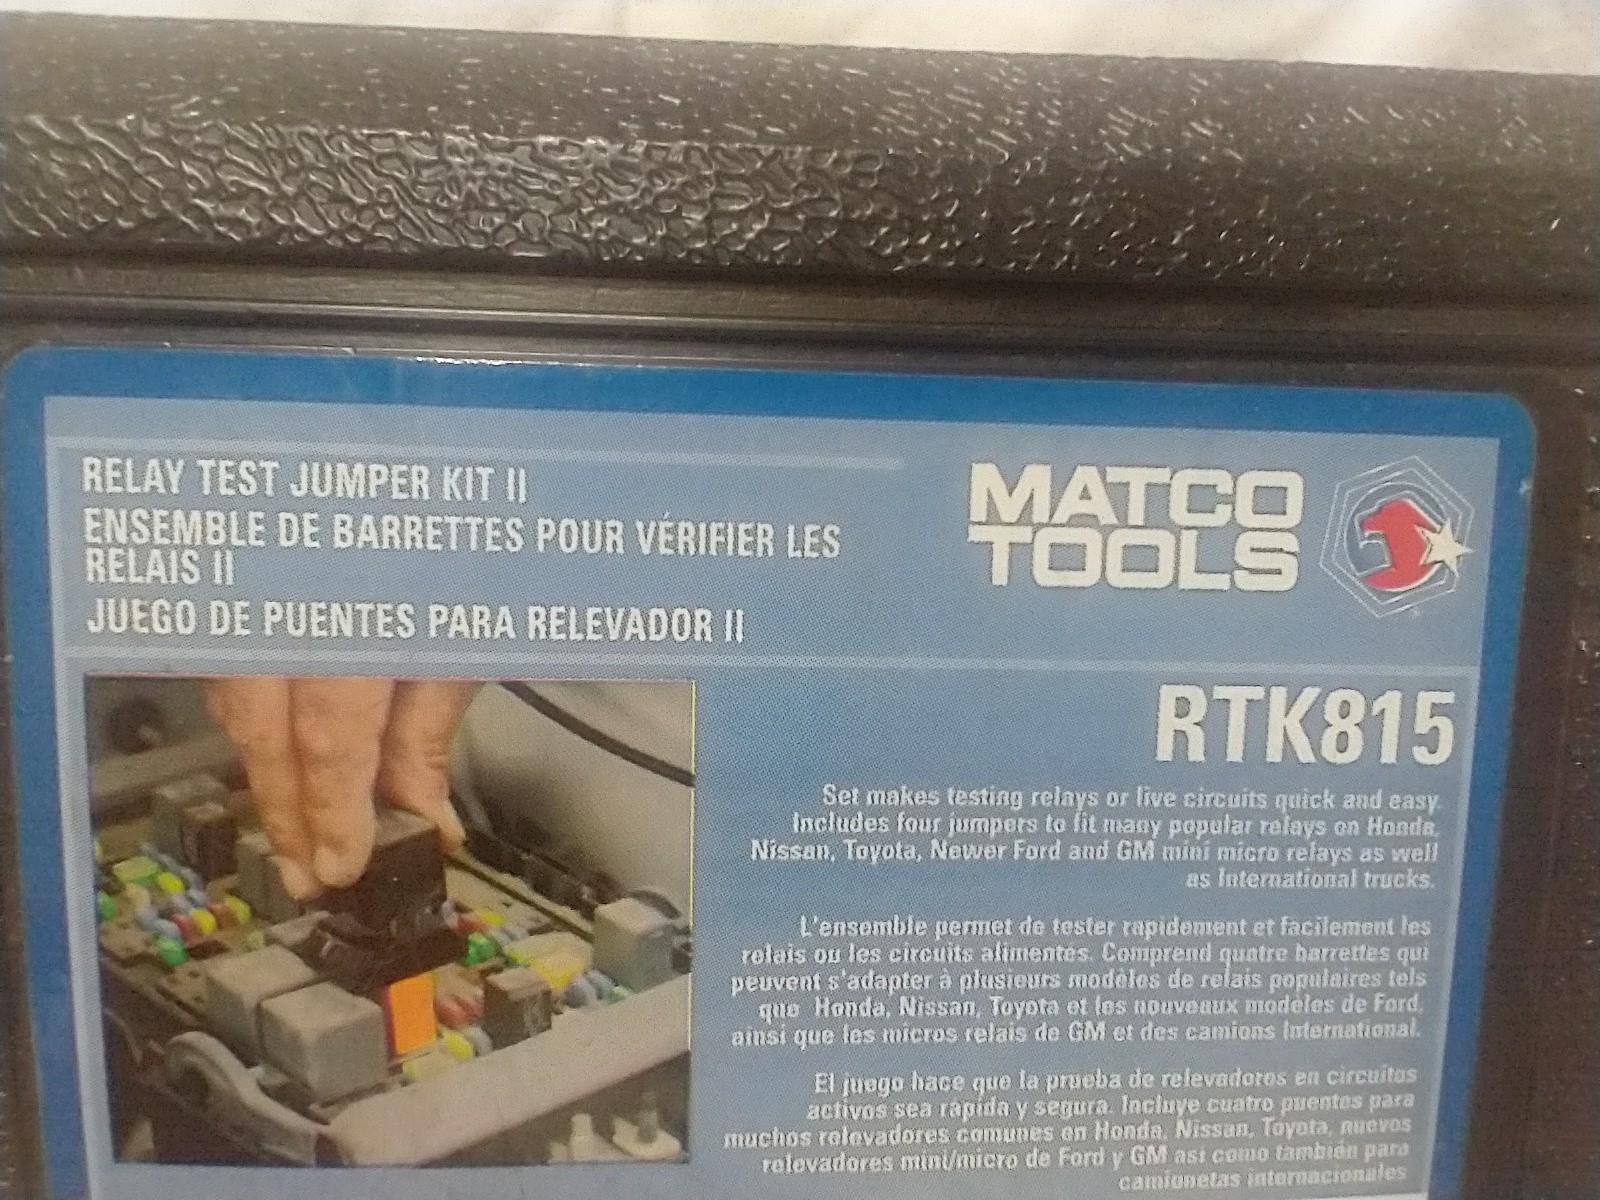 RELAY TEST JUMPER KIT II
ENSEMBLE DE BARRETTES POUR VÉRIFIER LES
RELAIS II
JUEGO DE PUENTES PARA RELEVADOR II
MATCO
TOOLS
RTK815
Set makes testing relays or live circuits quick and easy.
Includes four jumpers to fit many popular relays on Honda,
Nissan, Toyota, Newer Ford and GM mini micro relays as well
as International trucks.
L'ensemble permet de tester rapidement et facilement les
relais ou les circuits alimentés. Comprend quatre barrettes qui
peuvent s'adapter à plusieurs modèles de relais populaires tels
que Honda, Nissan, Toyota et les nouveaux modèles de Ford,
ainsi que les micros relais de GM et des camions International.
El juego hace que la prueba de relevadores en circuitos
activos sea rápida y segura. Incluye cuatro puentes para
muchos relevadores comunes en Honda, Nissan, Toyota, nuevos
relevadores mini/micro de Ford y GM asi como también para
camionetas internacionales